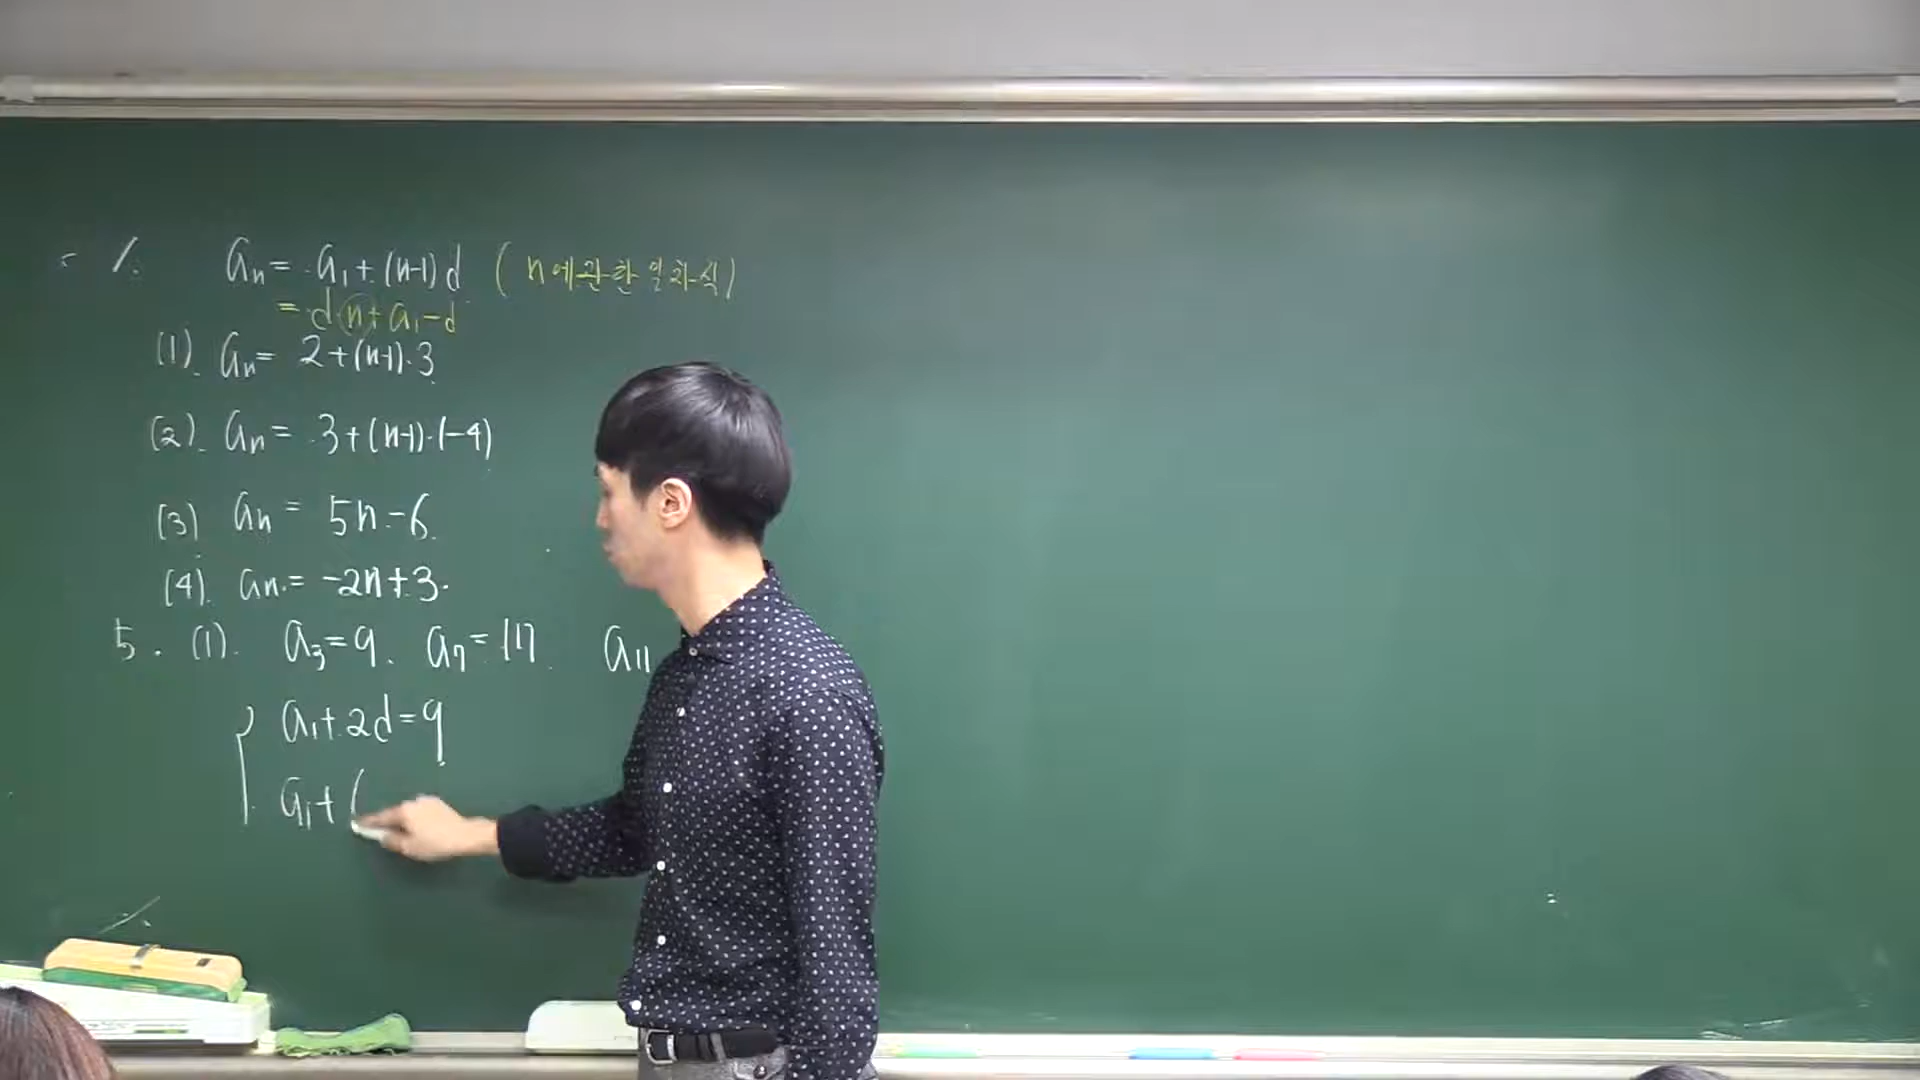 1. aₙ = a₁ + (n-1)d (n에 관한 일차식)
= dn + a₁ - d
(1). aₙ = 2 + (n-1)·3
(2). aₙ = 3 + (n-1)·(-4)
(3) aₙ = 5n - 6
(4). aₙ = -2n + 3
5. (1). a₃ = 9. a₇ = 17. a₁₁
a₁ + 2d = 9
a₁ + (